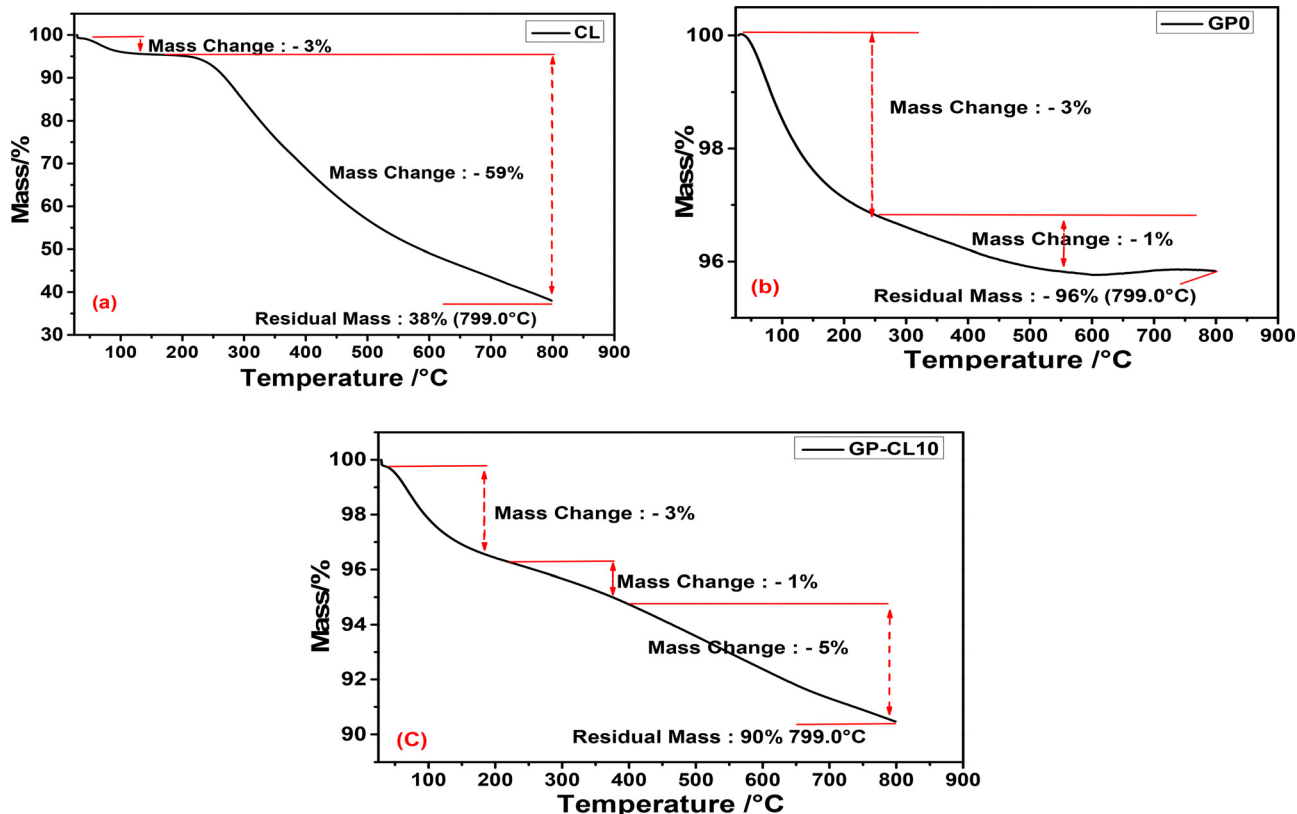 CL
Mass Change : - 3%
Mass Change : - 59%
Residual Mass : 38% (799.0°C)
(a)
Mass/%
100
90
80
70
60
50
40
30
100 200 300 400 500 600 700 800 900
Temperature /°C
GP0
Mass Change : - 3%
Mass Change : - 1%
Residual Mass : - 96% (799.0°C)
(b)
Mass/%
100
98
96
100 200 300 400 500 600 700 800 900
Temperature /°C
GP-CL10
Mass Change : - 3%
Mass Change : - 1%
Mass Change : - 5%
Residual Mass : 90% 799.0°C
(C)
Mass/%
100
98
96
94
92
90
100 200 300 400 500 600 700 800 900
Temperature /°C